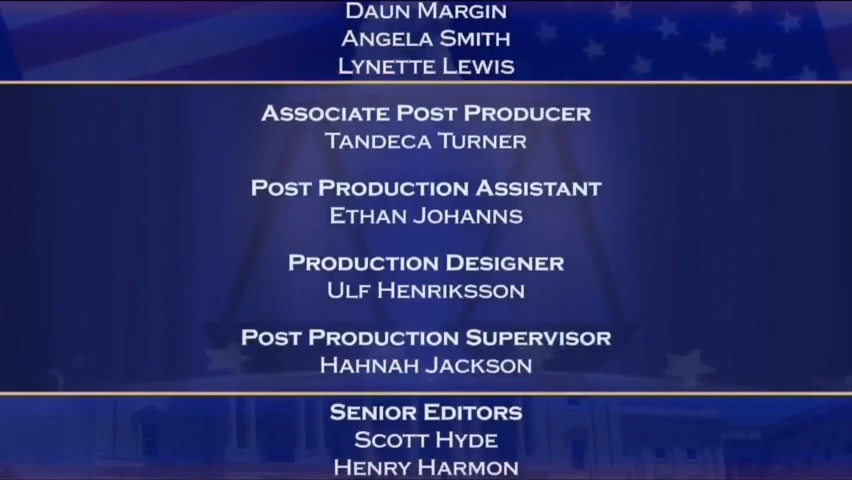 DAUN MARGIN
ANGELA SMITH
LYNETTE LEWIS
ASSOCIATE POST PRODUCER
TANDECA TURNER
POST PRODUCTION ASSISTANT
ETHAN JOHANNS
PRODUCTION DESIGNER
ULF HENRIKSSON
POST PRODUCTION SUPERVISOR
HAHNAH JACKSON
SENIOR EDITORS
SCOTT HYDE
HENRY HARMON